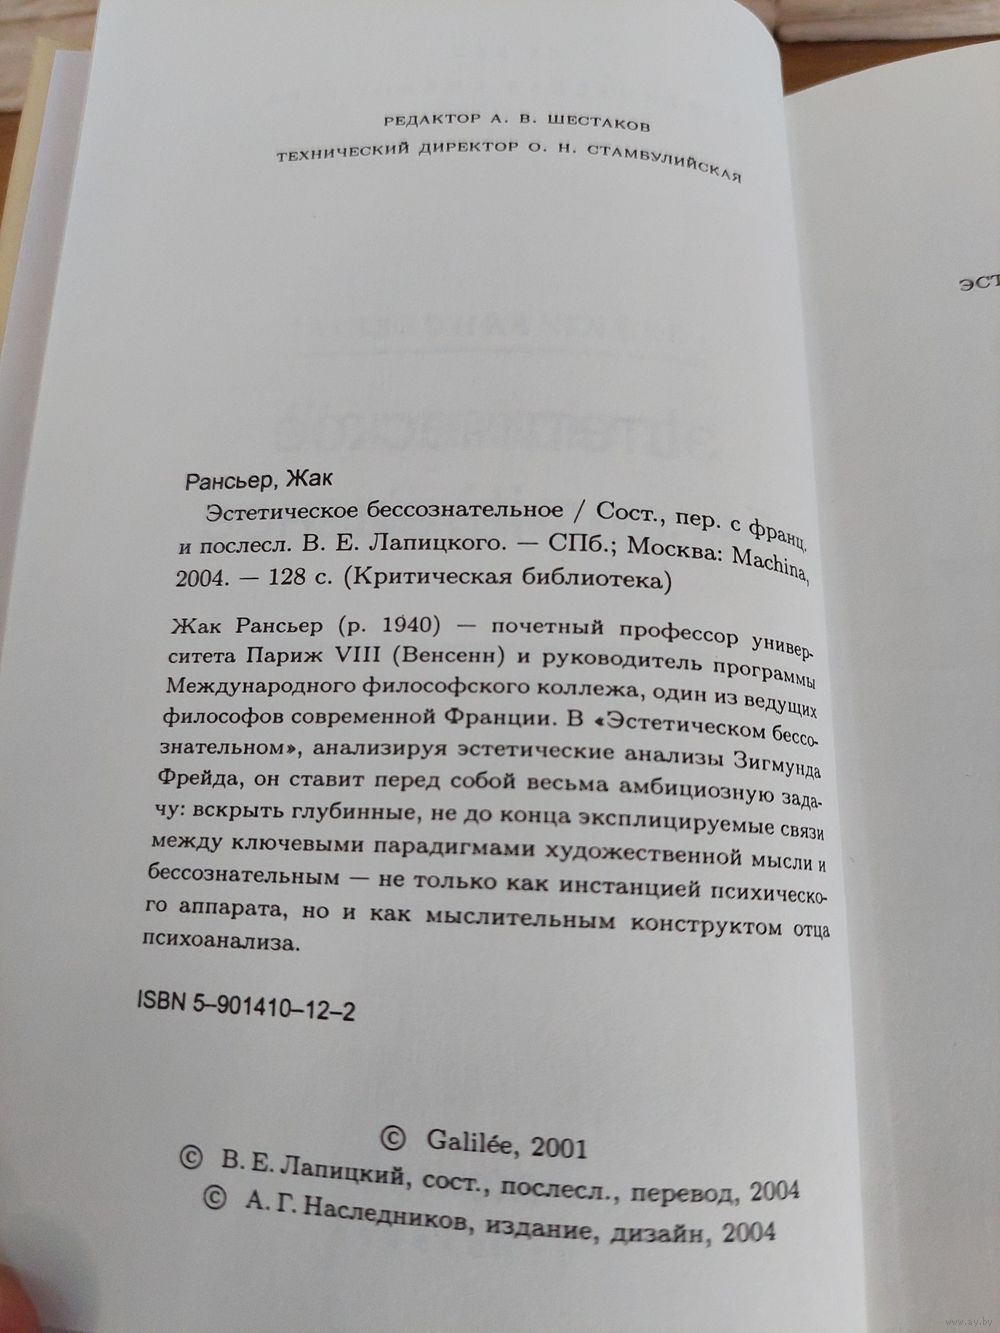 РЕДАКТОР А. В. ШЕСТАКОВ
ТЕХНИЧЕСКИЙ ДИРЕКТОР О. Н. СТАМБУЛИЙСКАЯ
ЭСТ
Рансьер, Жак
Эстетическое бессознательное / Сост., пер. с франц.
и послесл. В. Е. Лапицкого. — СПб.; Москва: Machina,
2004. — 128 с. (Критическая библиотека)
Жак Рансьер (р. 1940) — почетный профессор универ-
ситета Париж VIII (Венсенн) и руководитель программы
Международного философского коллежа, один из ведущих
философов современной Франции. В «Эстетическом бессо-
знательном», анализируя эстетические анализы Зигмунда
Фрейда, он ставит перед собой весьма амбициозную зада-
чу: вскрыть глубинные, не до конца эксплицируемые связи
между ключевыми парадигмами художественной мысли и
бессознательным — не только как инстанцией психическо-
го аппарата, но и как мыслительным конструктом отца
психоанализа.
ISBN 5–901410–12–2
© Galilée, 2001
© В. Е. Лапицкий, сост., послесл., перевод, 2004
© А. Г. Наследников, издание, дизайн, 2004
www.ay.by